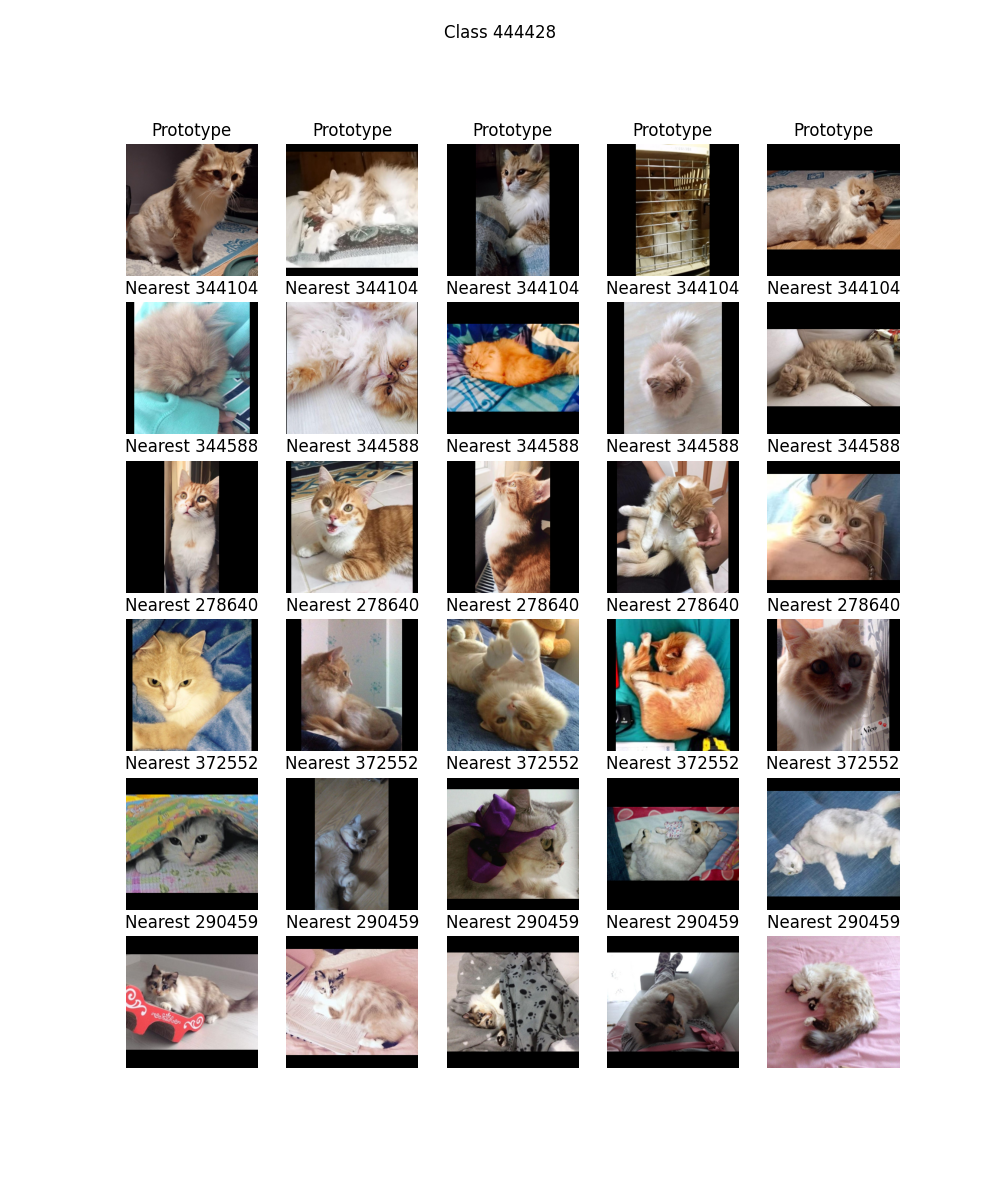 Class 444428
Prototype Prototype Prototype Prototype Prototype
Nearest 344104 Nearest 344104 Nearest 344104 Nearest 344104 Nearest 344104
Nearest 344588 Nearest 344588 Nearest 344588 Nearest 344588 Nearest 344588
Nearest 278640 Nearest 278640 Nearest 278640 Nearest 278640 Nearest 278640
Nearest 372552 Nearest 372552 Nearest 372552 Nearest 372552 Nearest 372552
Nearest 290459 Nearest 290459 Nearest 290459 Nearest 290459 Nearest 290459